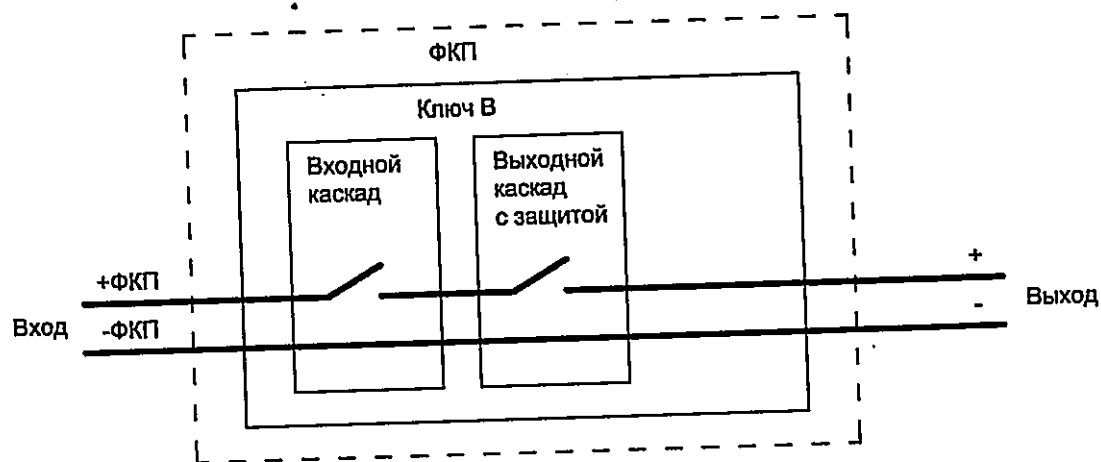 ФКП
Ключ В
Входной
каскад
Выходной
каскад
с защитой
+ФКП
+
Вход
-ФКП
-
Выход